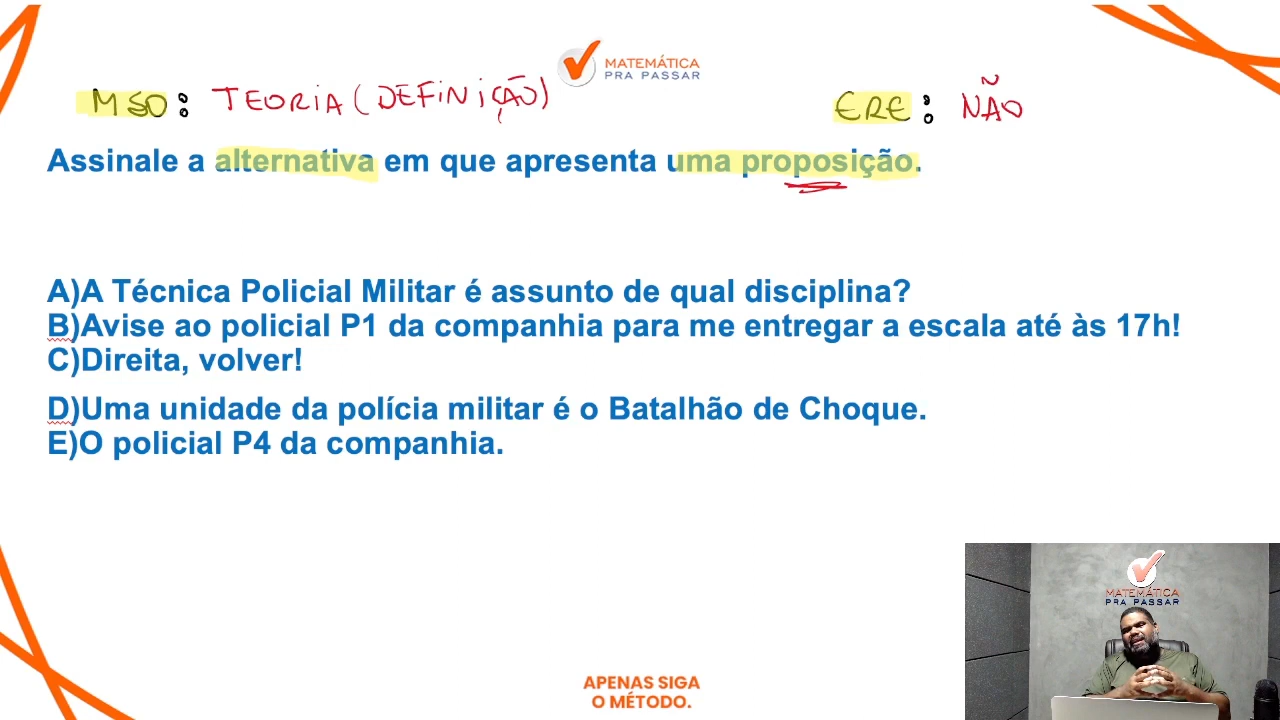 MATEMÁTICA
PRA PASSAR
MSO: TEORIA (DEFINIÇÃO)
ERE: NÃO
Assinale a alternativa em que apresenta uma proposição.
A)A Técnica Policial Militar é assunto de qual disciplina?
B)Avise ao policial P1 da companhia para me entregar a escala até às 17h!
C)Direita, volver!
D)Uma unidade da polícia militar é o Batalhão de Choque.
E)O policial P4 da companhia.
MATEMÁTICA
PRA PASSAR
APENAS SIGA
O MÉTODO.